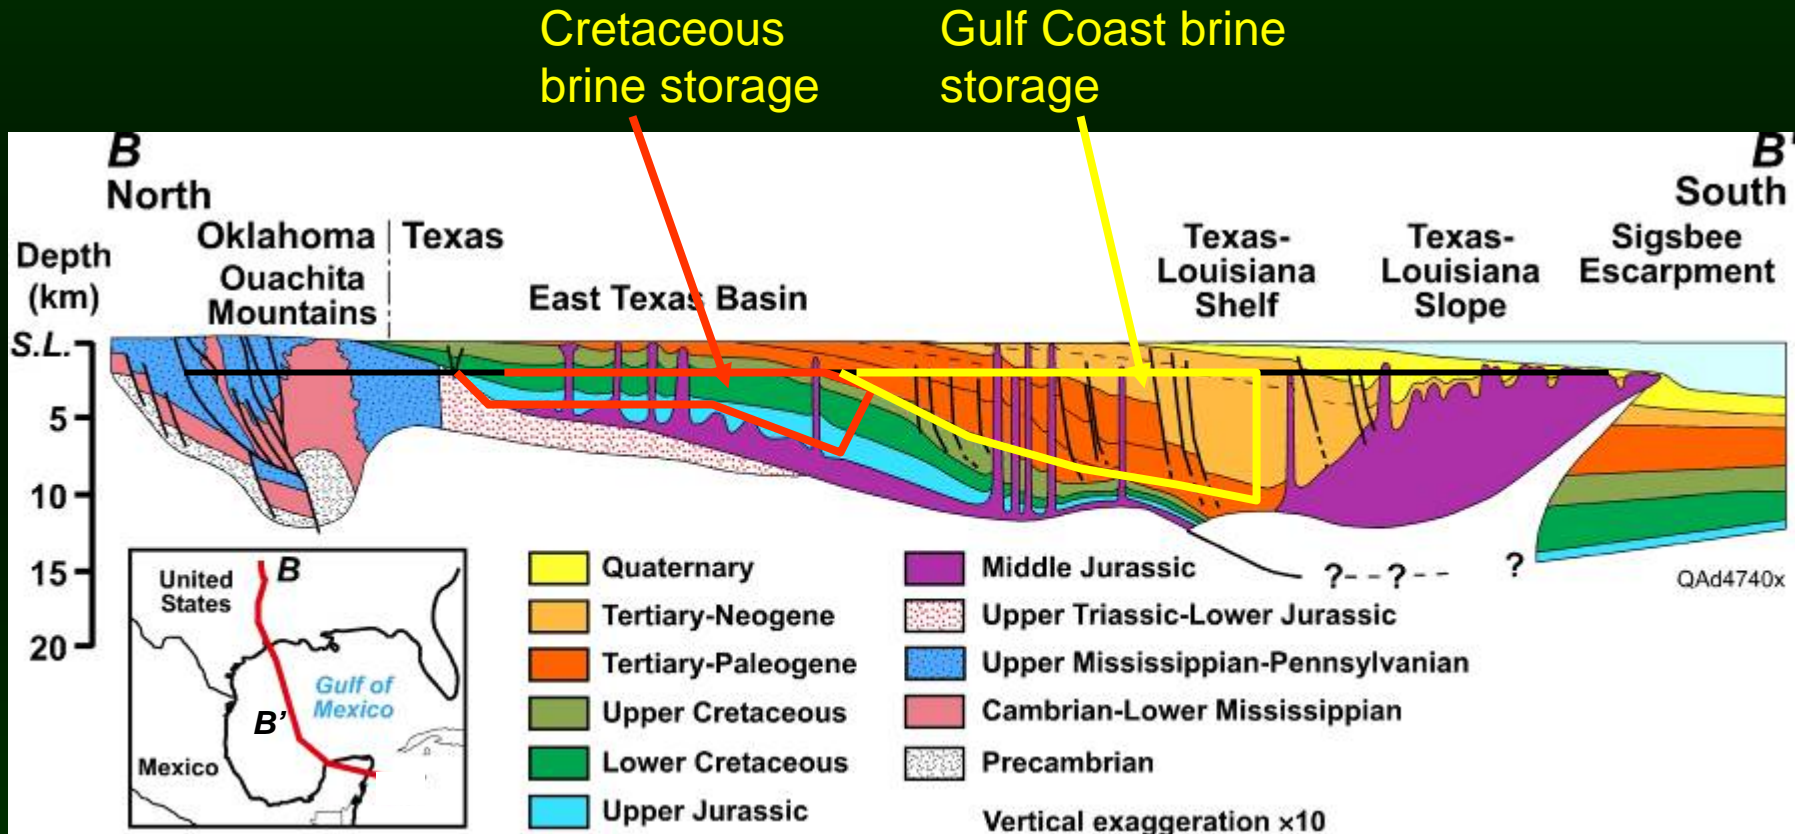 Cretaceous
brine storage
Gulf Coast brine
storage
B
North
B'
South
Oklahoma
Texas
Ouachita
Mountains
Depth
(km)
East Texas Basin
Texas-
Louisiana
Shelf
Texas-
Louisiana
Slope
Sigsbee
Escarpment
S.L.
5
10
15
20
?--?--
?
QAd4740x
United
States
B
Gulf of
Mexico
B'
Mexico
Quaternary
Tertiary-Neogene
Tertiary-Paleogene
Upper Cretaceous
Lower Cretaceous
Upper Jurassic
Middle Jurassic
Upper Triassic-Lower Jurassic
Upper Mississippian-Pennsylvanian
Cambrian-Lower Mississippian
Precambrian
Vertical exaggeration ×10